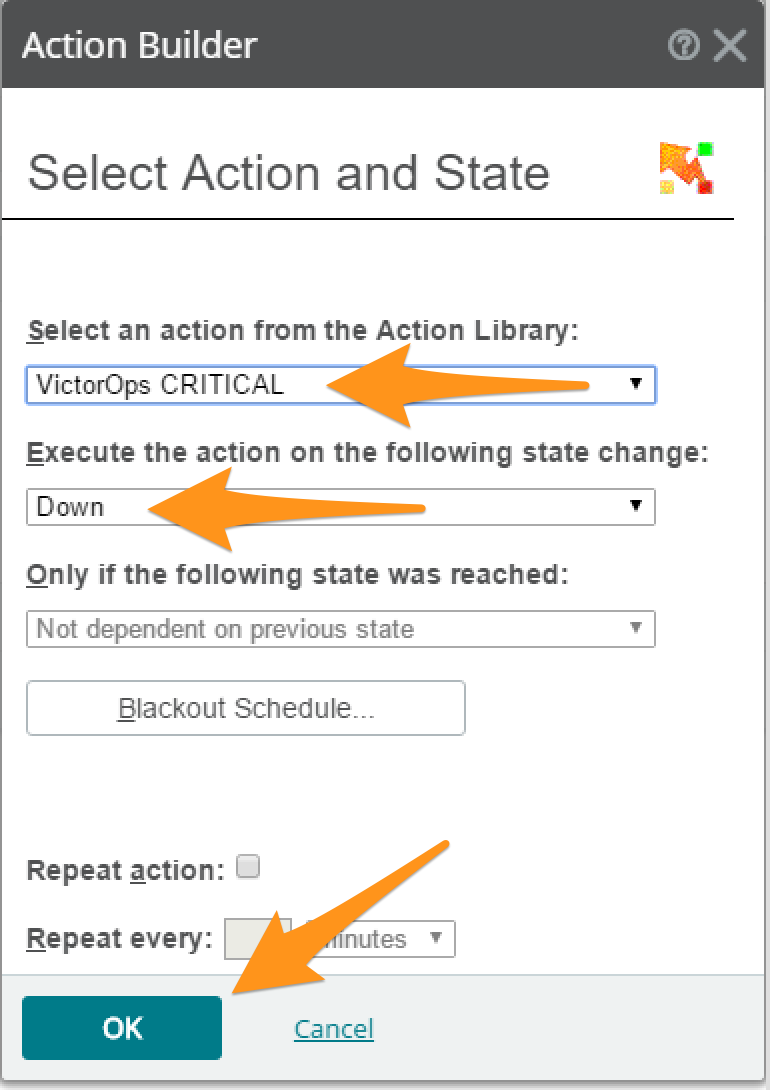 Action Builder
Select Action and State
Select an action from the Action Library:
VictorOps CRITICAL
Execute the action on the following state change:
Down
Only if the following state was reached:
Not dependent on previous state
Blackout Schedule...
Repeat action:
Repeat every: minutes
OK Cancel